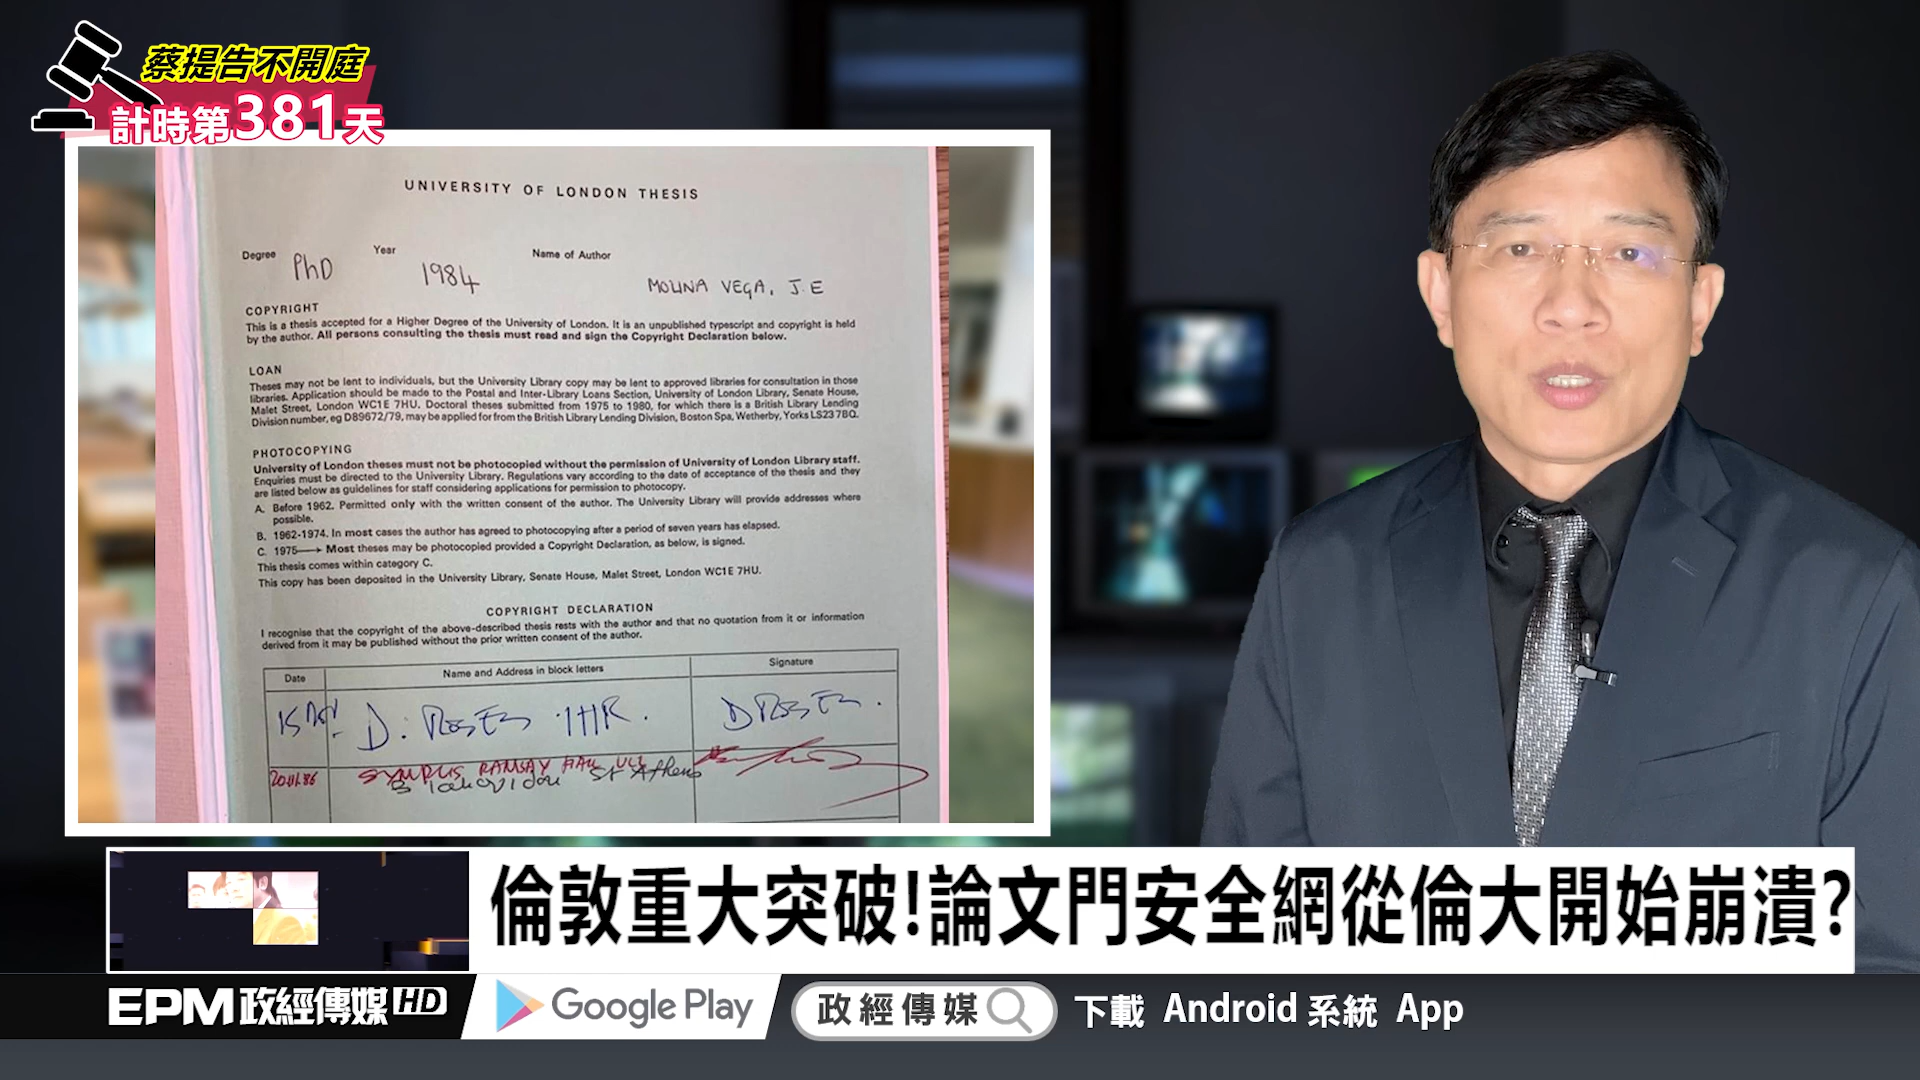 蔡提告不開庭
計時第381天
UNIVERSITY OF LONDON THESIS
Degree PhD Year 1984 Name of Author MOLINA VEGA, J.E
COPYRIGHT
This is a thesis accepted for a Higher Degree of the University of London. It is an unpublished typescript and copyright is held
by the author. All persons consulting the thesis must read and sign the Copyright Declaration below.
LOAN
Theses may not be lent to individuals, but the University Library copy may be lent to approved libraries for consultation in those
libraries. Application should be made to the Postal and Inter-Library Loans Section, University of London Library, Senate House,
Malet Street, London WC1E 7HU. Doctoral theses submitted from 1975 to 1980, for which there is a British Library Lending
Division number, eg D89672/79, may be applied for from the British Library Lending Division, Boston Spa, Wetherby, Yorks LS23 7BQ.
PHOTOCOPYING
University of London theses must not be photocopied without the permission of University of London Library staff.
Enquiries must be directed to the University Library. Regulations vary according to the date of acceptance of the thesis and they
are listed below as guidelines for staff considering applications for permission to photocopy.
A. Before 1962. Permitted only with the written consent of the author. The University Library will provide addresses where
possible.
B. 1962-1974. In most cases the author has agreed to photocopying after a period of seven years has elapsed.
C. 1975→ Most theses may be photocopied provided a Copyright Declaration, as below, is signed.
This thesis comes within category C.
This copy has been deposited in the University Library, Senate House, Malet Street, London WC1E 7HU.
COPYRIGHT DECLARATION
I recognise that the copyright of the above-described thesis rests with the author and that no quotation from it or information
derived from it may be published without the prior written consent of the author.
Date Name and Address in block letters Signature
D. IHR.
20.11.86 RAMSAY HALL UCL
St Athens
倫敦重大突破!論文門安全網從倫大開始崩潰?
EPM政經傳媒HD Google Play 政經傳媒 下載 Android 系統 App